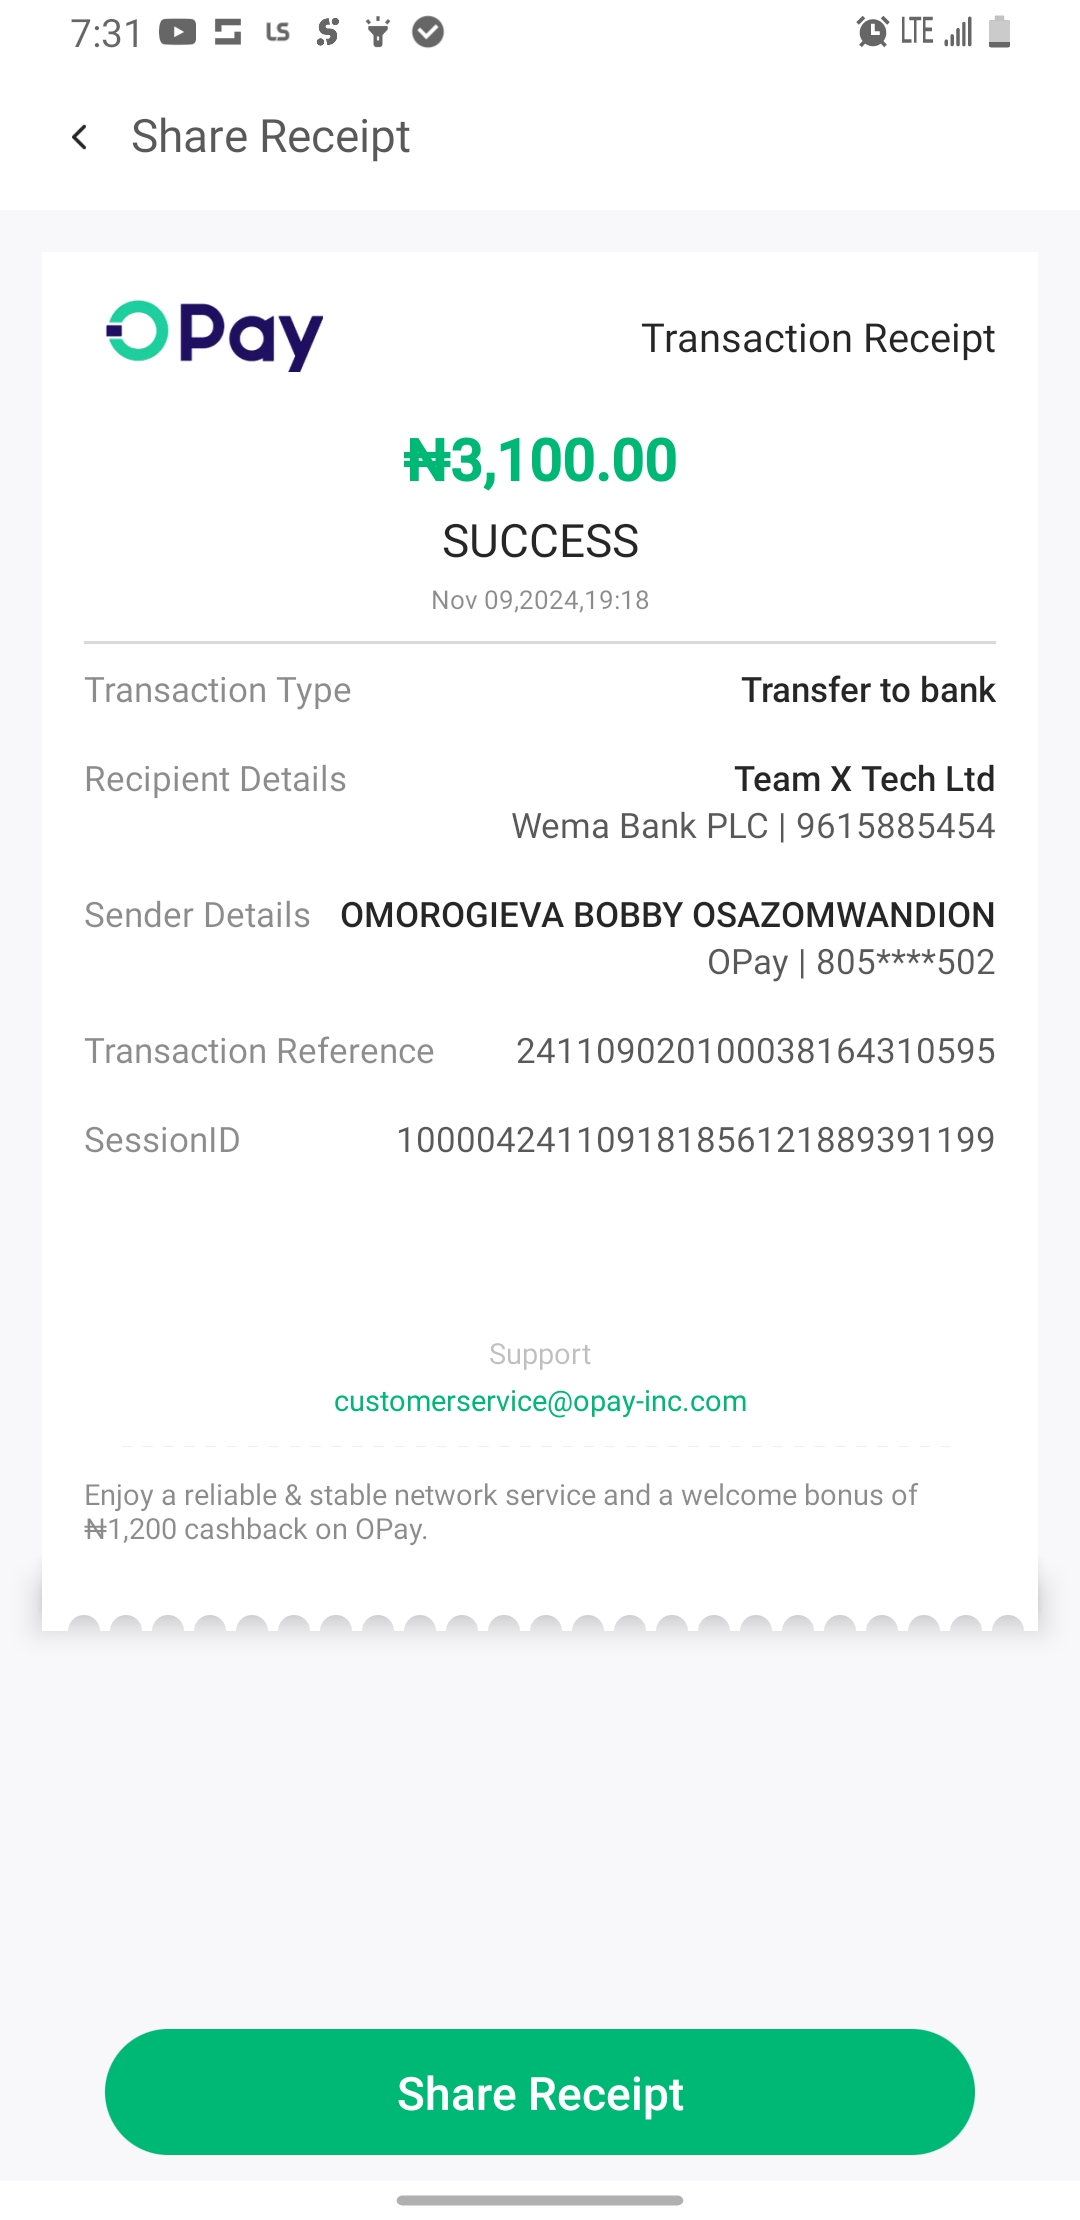 7:31 LS LTE
Share Receipt
OPay Transaction Receipt
₦3,100.00
SUCCESS
Nov 09,2024,19:18
Transaction Type Transfer to bank
Recipient Details Team X Tech Ltd
Wema Bank PLC | 9615885454
Sender Details OMOROGIEVA BOBBY OSAZOMWANDION
OPay | 805****502
Transaction Reference 241109020100038164310595
SessionID 100004241109181856121889391199
Support
customerservice@opay-inc.com
Enjoy a reliable & stable network service and a welcome bonus of
₦1,200 cashback on OPay.
Share Receipt